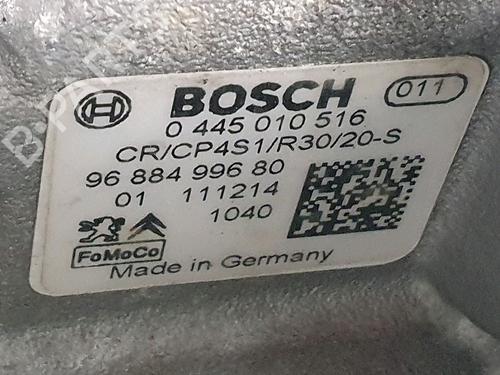 BOSCH 011
0 445 010 516
CR/CP4S1/R30/20-S
96 884 996 80
01 111214
1040
FoMoCo
Made in Germany
B-PARTS